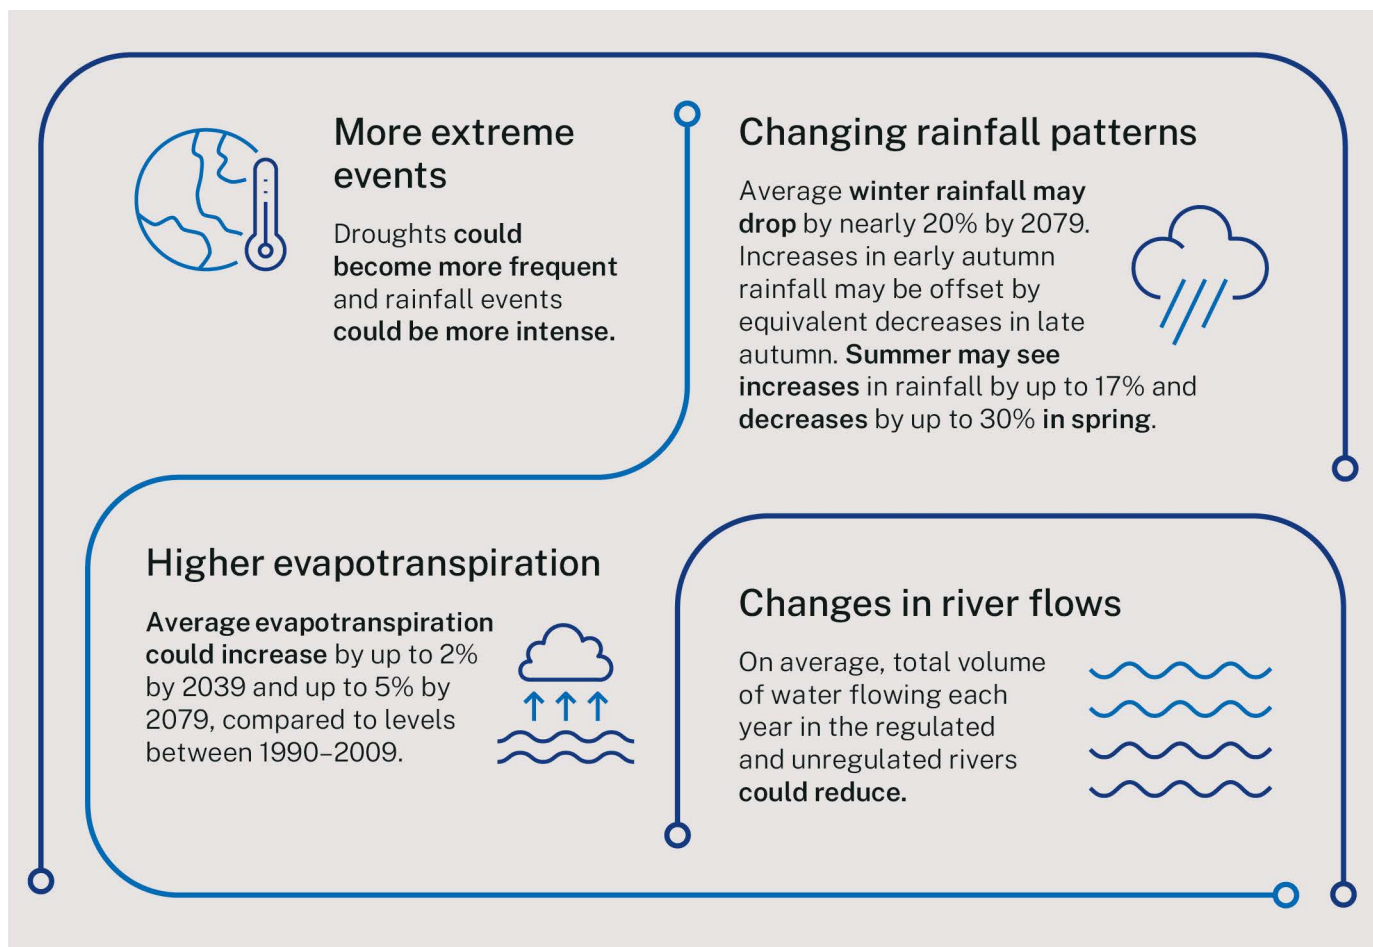 More extreme
events
Droughts could
become more frequent
and rainfall events
could be more intense.
Changing rainfall patterns
Average winter rainfall may
drop by nearly 20% by 2079.
Increases in early autumn
rainfall may be offset by
equivalent decreases in late
autumn. Summer may see
increases in rainfall by up to 17% and
decreases by up to 30% in spring.
Higher evapotranspiration
Average evapotranspiration
could increase by up to 2%
by 2039 and up to 5% by
2079, compared to levels
between 1990–2009.
Changes in river flows
On average, total volume
of water flowing each
year in the regulated
and unregulated rivers
could reduce.